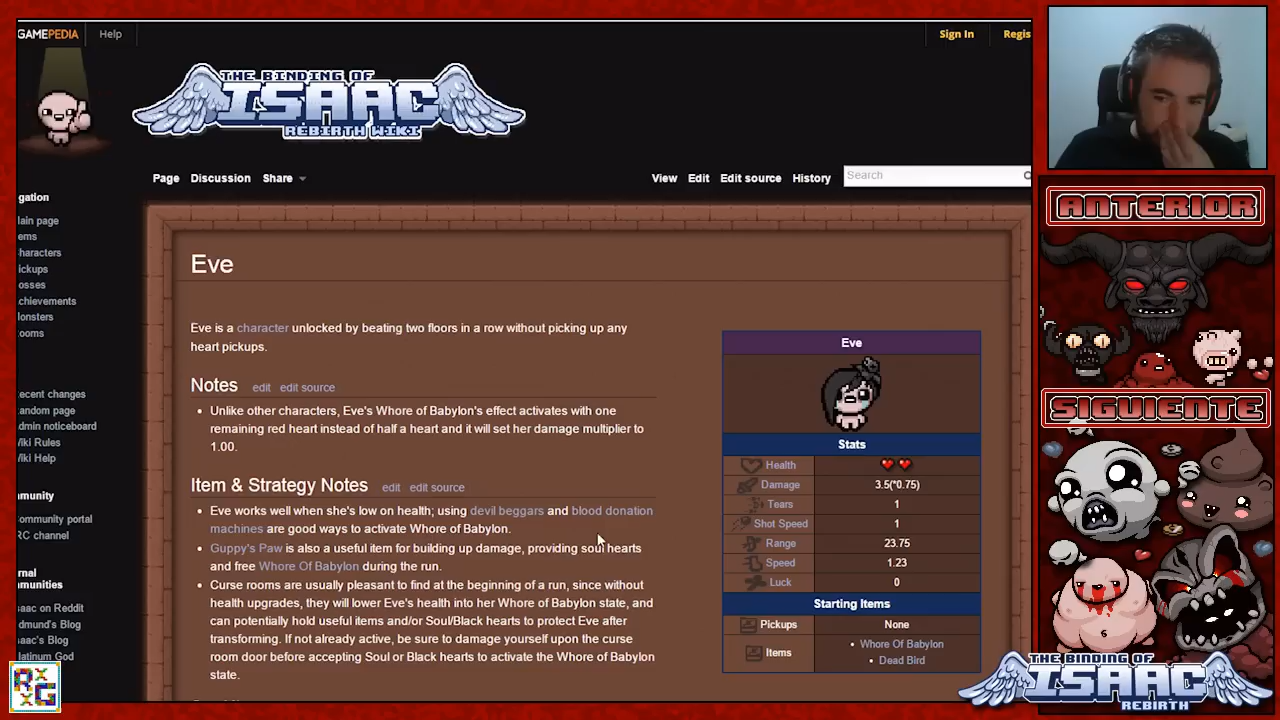 GAMEPEDIA
Help
Sign In
Regis
THE BINDING OF
ISAAC
REBIRTH WIKI
Page
Discussion
Share
View
Edit
Edit source
History
Search
gation
lain page
ems
haracters
ickups
osses
chievements
onsters
ooms
ecent changes
andom page
dmin noticeboard
iki Rules
iki Help
mmunity
ommunity portal
RC channel
rnal
mmunities
saac on Reddit
dmund's Blog
saac's Blog
latinum God
Eve
Eve is a character unlocked by beating two floors in a row without picking up any
heart pickups.
Notes edit edit source
• Unlike other characters, Eve's Whore of Babylon's effect activates with one
remaining red heart instead of half a heart and it will set her damage multiplier to
1.00.
Item & Strategy Notes edit edit source
• Eve works well when she's low on health; using devil beggars and blood donation
machines are good ways to activate Whore of Babylon.
• Guppy's Paw is also a useful item for building up damage, providing soul hearts
and free Whore Of Babylon during the run.
• Curse rooms are usually pleasant to find at the beginning of a run, since without
health upgrades, they will lower Eve's health into her Whore of Babylon state, and
can potentially hold useful items and/or Soul/Black hearts to protect Eve after
transforming. If not already active, be sure to damage yourself upon the curse
room door before accepting Soul or Black hearts to activate the Whore of Babylon
state.
Eve
Stats
Health
Damage 3.5(*0.75)
Tears 1
Shot Speed 1
Range 23.75
Speed 1.23
Luck 0
Starting Items
Pickups None
Items • Whore Of Babylon
• Dead Bird
ANTERIOR
SIGUIENTE
THE BINDING OF
ISAAC
REBIRTH
RxxG